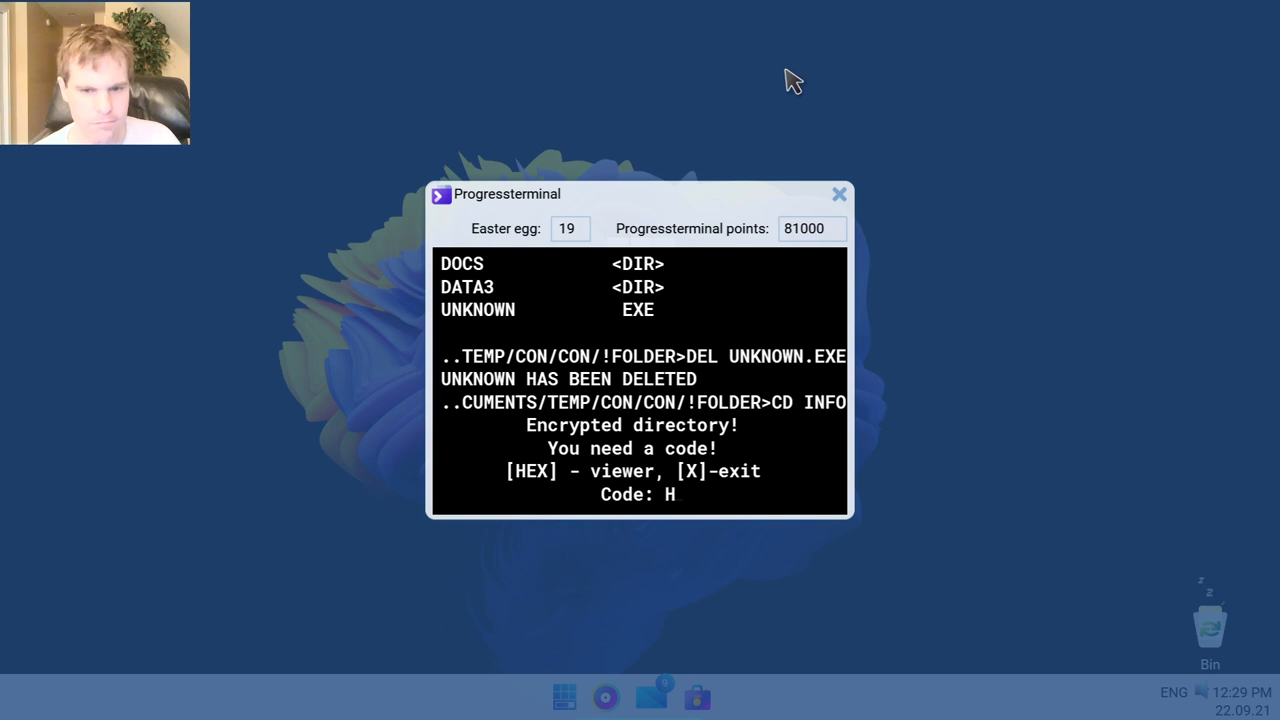 Progressterminal
Easter egg: 19 Progressterminal points: 81000
DOCS <DIR>
DATA3 <DIR>
UNKNOWN EXE
..TEMP/CON/CON/!FOLDER>DEL UNKNOWN.EXE
UNKNOWN HAS BEEN DELETED
..CUMENTS/TEMP/CON/CON/!FOLDER>CD INFO
Encrypted directory!
You need a code!
[HEX] - viewer, [X]-exit
Code: H
z
z
Bin
9
ENG 12:29 PM
22.09.21